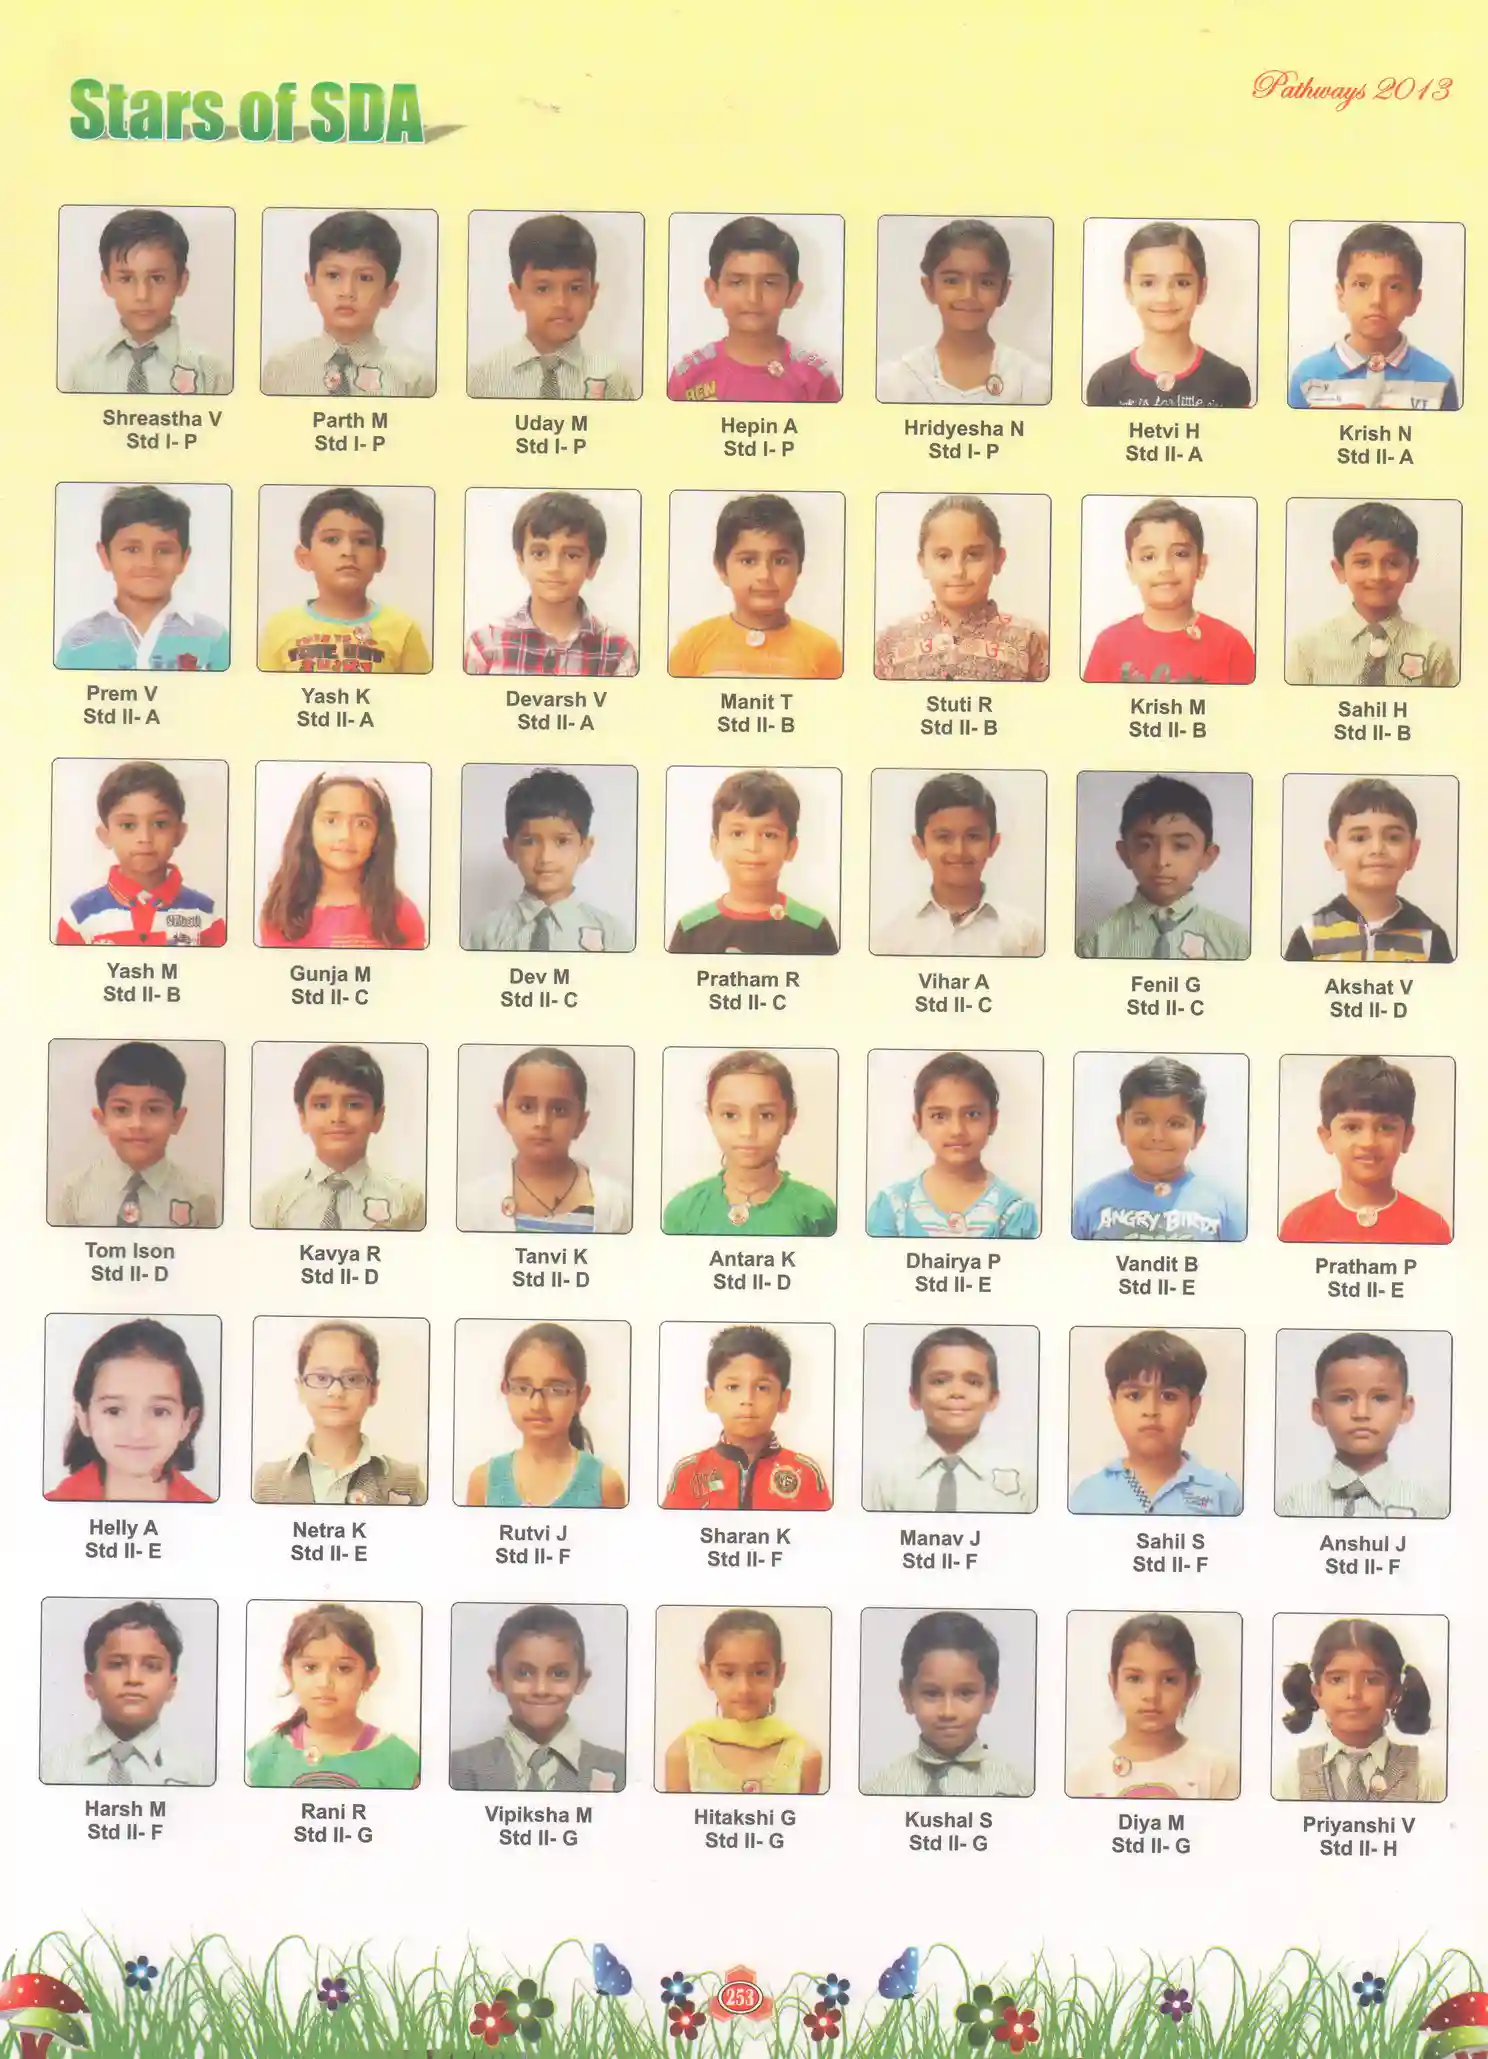 Stars of SDA
Pathways 2013
Shreastha V
Std I- P
Parth M
Std I- P
Uday M
Std I- P
Hepin A
Std I- P
Hridyesha N
Std I- P
Hetvi H
Std II- A
Krish N
Std II- A
Prem V
Std II- A
Yash K
Std II- A
Devarsh V
Std II- A
Manit T
Std II- B
Stuti R
Std II- B
Krish M
Std II- B
Sahil H
Std II- B
Yash M
Std II- B
Gunja M
Std II- C
Dev M
Std II- C
Pratham R
Std II- C
Vihar A
Std II- C
Fenil G
Std II- C
Akshat V
Std II- D
Tom Ison
Std II- D
Kavya R
Std II- D
Tanvi K
Std II- D
Antara K
Std II- D
Dhairya P
Std II- E
ANGRY BIRDS
Vandit B
Std II- E
Pratham P
Std II- E
Helly A
Std II- E
Netra K
Std II- E
Rutvi J
Std II- F
Sharan K
Std II- F
Manav J
Std II- F
Sahil S
Std II- F
Anshul J
Std II- F
Harsh M
Std II- F
Rani R
Std II- G
Vipiksha M
Std II- G
Hitakshi G
Std II- G
Kushal S
Std II- G
Diya M
Std II- G
Priyanshi V
Std II- H
253